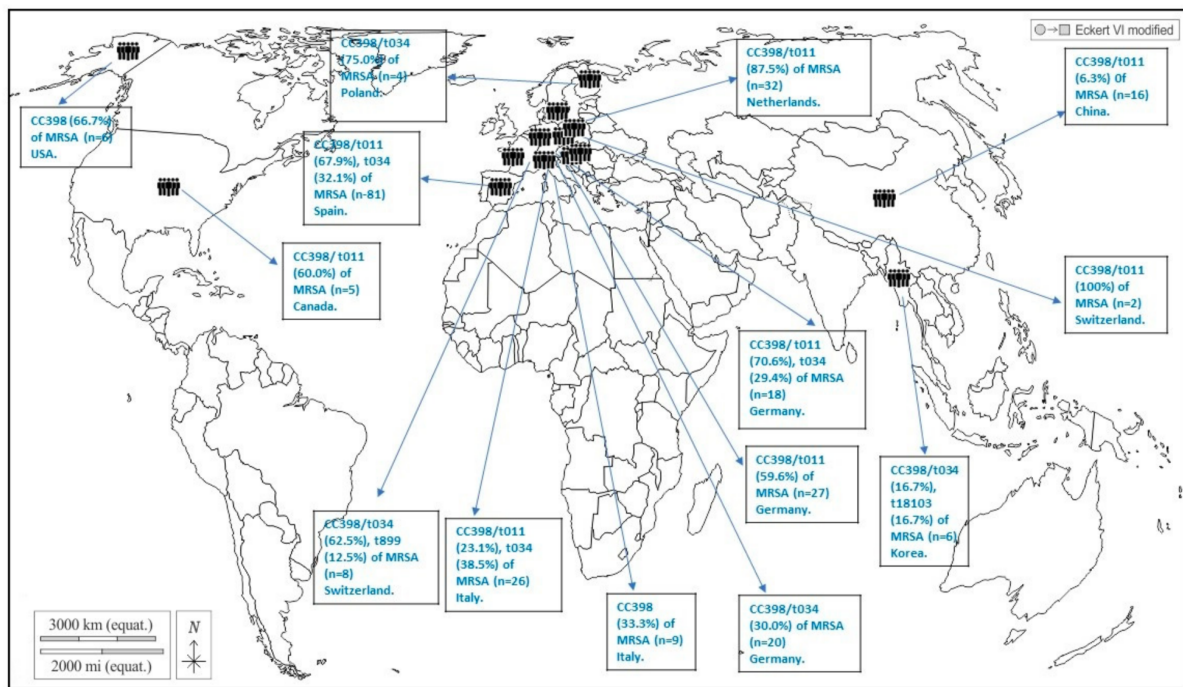 Eckert VI modified
CC398/t034
(75.0%) of
MRSA (n=4)
Poland.
CC398/t011
(87.5%) of MRSA
(n=32)
Netherlands.
CC398/t011
(6.3%) Of
MRSA (n=16)
China.
CC398 (66.7%)
of MRSA (n=6)
USA.
CC398/t011
(67.9%), t034
(32.1%) of
MRSA (n-81)
Spain.
CC398/t011
(60.0%) of
MRSA (n=5)
Canada.
CC398/t011
(100%) of
MRSA (n=2)
Switzerland.
CC398/t011
(70.6%), t034
(29.4%) of MRSA
(n=18)
Germany.
CC398/t011
(59.6%) of
MRSA (n=27)
Germany.
CC398/t034
(16.7%),
t18103
(16.7%) of
MRSA (n=6)
Korea.
CC398/t034
(62.5%), t899
(12.5%) of MRSA
(n=8)
Switzerland.
CC398/t011
(23.1%), t034
(38.5%) of
MRSA (n=26)
Italy.
CC398
(33.3%) of
MRSA (n=9)
Italy.
CC398/t034
(30.0%) of MRSA
(n=20)
Germany.
3000 km (equat.)
2000 mi (equat.)
N